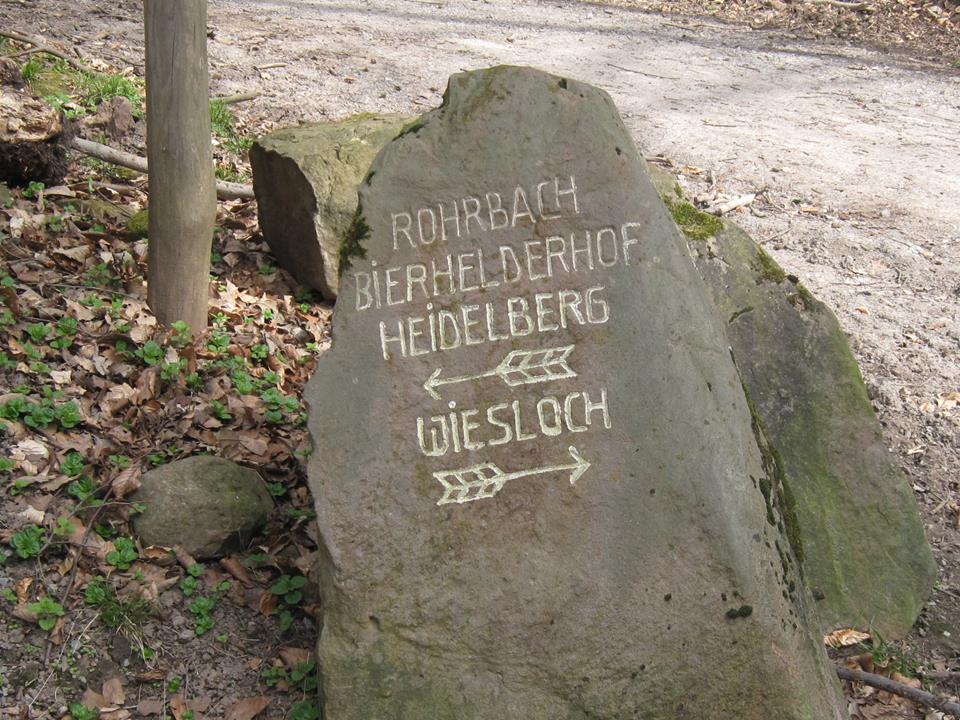 ROHRBACH
BIERHELDERHOF
HEIDELBERG
WIESLOCH